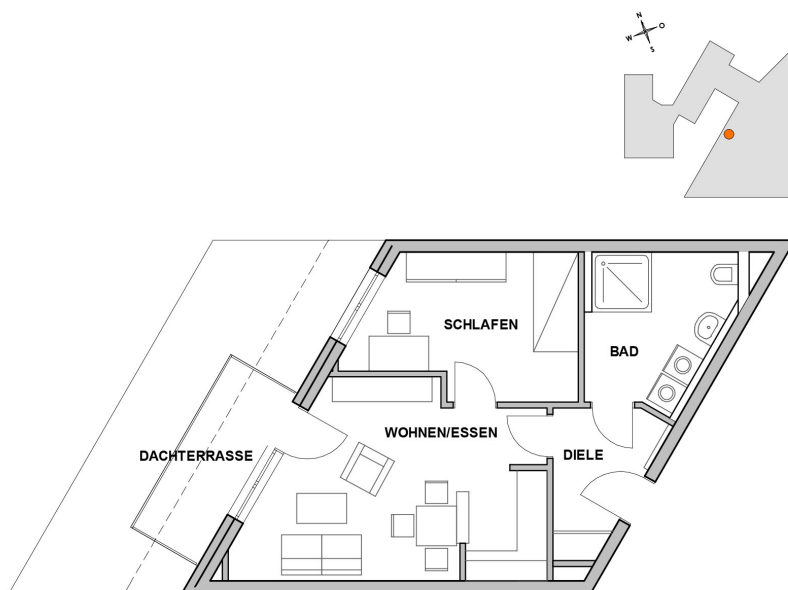 N
W O
S
SCHLAFEN
BAD
WOHNEN/ESSEN
DACHTERRASSE
DIELE